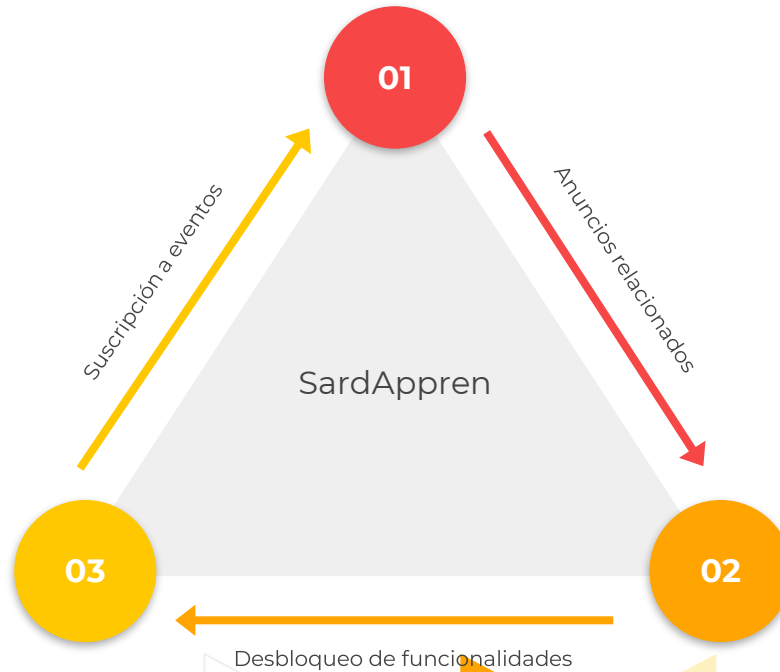 01
Suscripción a eventos
Anuncios relacionados
SardAppren
03
02
Desbloqueo de funcionalidades